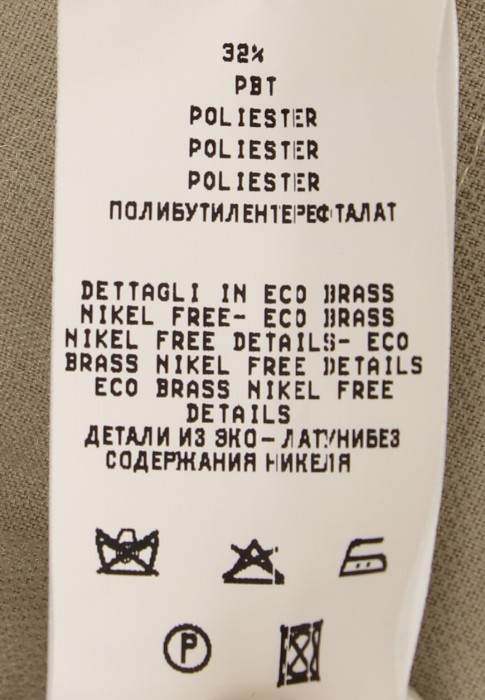 32%
PBT
POLIESTER
POLIESTER
POLIESTER
ПОЛИБУТИЛЕНТЕРЕФТАЛАТ
DETTAGLI IN ECO BRASS
NIKEL FREE- ECO BRASS
NIKEL FREE DETAILS- ECO
BRASS NIKEL FREE DETAILS
ECO BRASS NIKEL FREE
DETAILS
ДЕТАЛИ ИЗ ЭКО-ЛАТУНИБЕЗ
СОДЕРЖАНИЯ НИКЕЛЯ
P